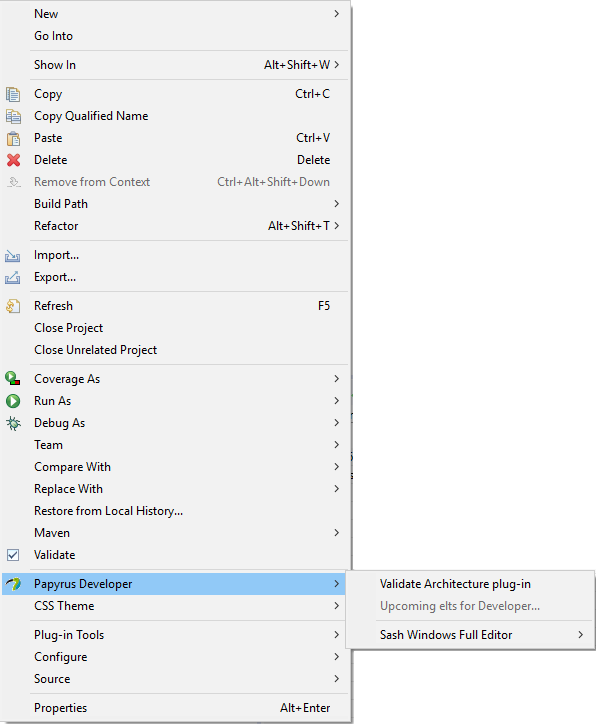 New
Go Into
Show In Alt+Shift+W
Copy Ctrl+C
Copy Qualified Name
Paste Ctrl+V
Delete Delete
Remove from Context Ctrl+Alt+Shift+Down
Build Path
Refactor Alt+Shift+T
Import...
Export...
Refresh F5
Close Project
Close Unrelated Project
Coverage As
Run As
Debug As
Team
Compare With
Replace With
Restore from Local History...
Maven
Validate
Papyrus Developer
CSS Theme
Plug-in Tools
Configure
Source
Properties Alt+Enter
Validate Architecture plug-in
Upcoming elts for Developer...
Sash Windows Full Editor